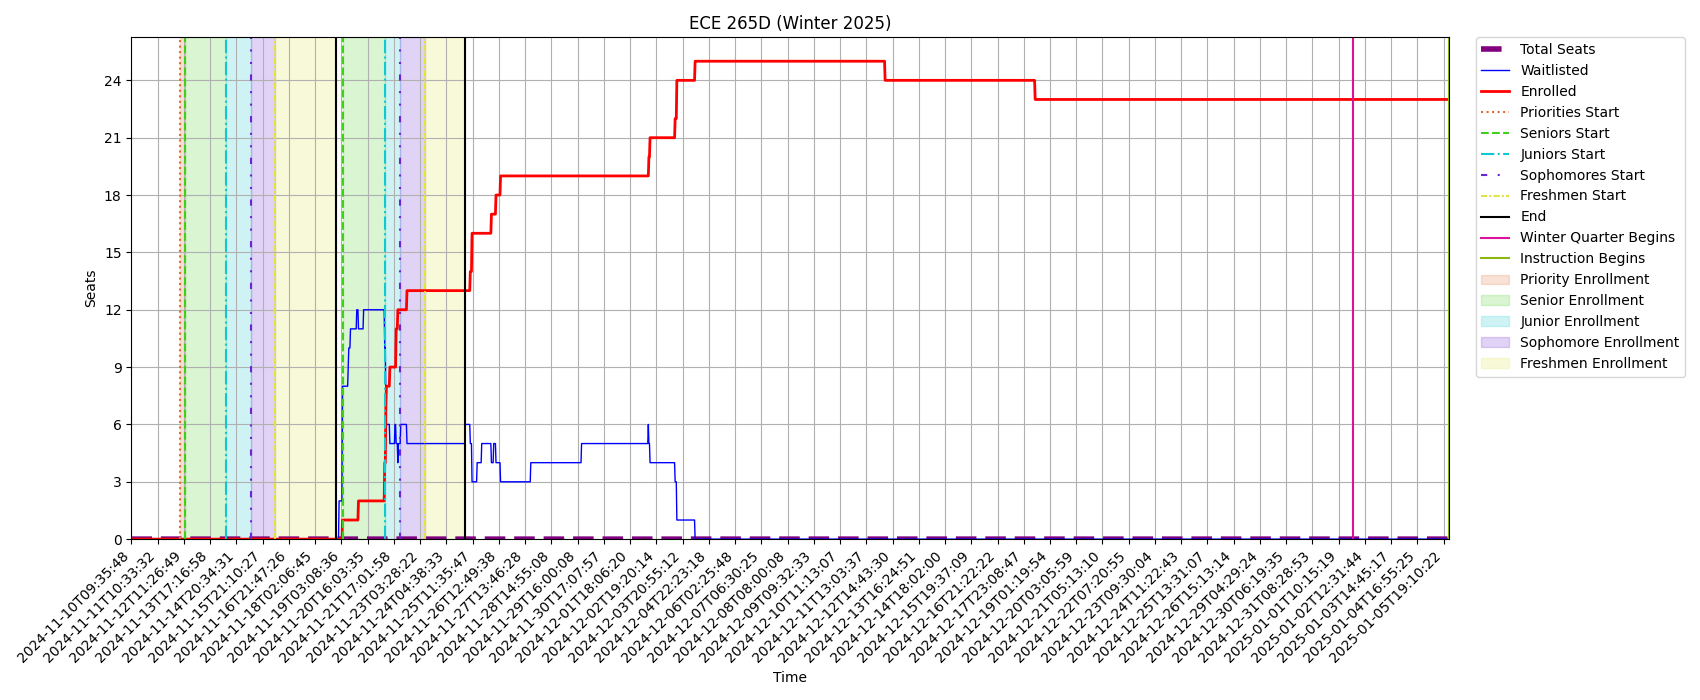 ECE 265D (Winter 2025)
Seats
24
21
18
15
12
9
6
3
0
2024-11-10T09:35:48
2024-11-11T10:33:32
2024-11-12T11:26:49
2024-11-13T17:16:58
2024-11-14T20:34:31
2024-11-15T21:10:27
2024-11-16T21:47:26
2024-11-18T02:06:45
2024-11-19T03:08:36
2024-11-20T16:03:35
2024-11-21T17:01:58
2024-11-23T03:28:22
2024-11-24T04:38:33
2024-11-25T11:35:47
2024-11-26T12:49:38
2024-11-27T13:46:28
2024-11-28T14:55:08
2024-11-29T16:00:08
2024-11-30T17:07:57
2024-12-01T18:06:20
2024-12-02T19:20:14
2024-12-03T20:55:12
2024-12-04T22:23:18
2024-12-06T02:25:48
2024-12-07T06:30:25
2024-12-08T08:00:08
2024-12-09T09:32:33
2024-12-10T11:13:07
2024-12-11T13:03:37
2024-12-12T14:43:30
2024-12-13T16:24:51
2024-12-14T18:02:00
2024-12-15T19:37:09
2024-12-16T21:22:22
2024-12-17T23:08:47
2024-12-19T01:19:54
2024-12-20T03:05:59
2024-12-21T05:13:10
2024-12-22T07:20:55
2024-12-23T09:30:04
2024-12-24T11:22:43
2024-12-25T13:31:07
2024-12-26T15:13:14
2024-12-29T04:29:24
2024-12-30T06:19:35
2024-12-31T08:28:53
2025-01-01T10:15:19
2025-01-02T12:31:44
2025-01-03T14:45:17
2025-01-04T16:55:25
2025-01-05T19:10:22
Time
Total Seats
Waitlisted
Enrolled
Priorities Start
Seniors Start
Juniors Start
Sophomores Start
Freshmen Start
End
Winter Quarter Begins
Instruction Begins
Priority Enrollment
Senior Enrollment
Junior Enrollment
Sophomore Enrollment
Freshmen Enrollment